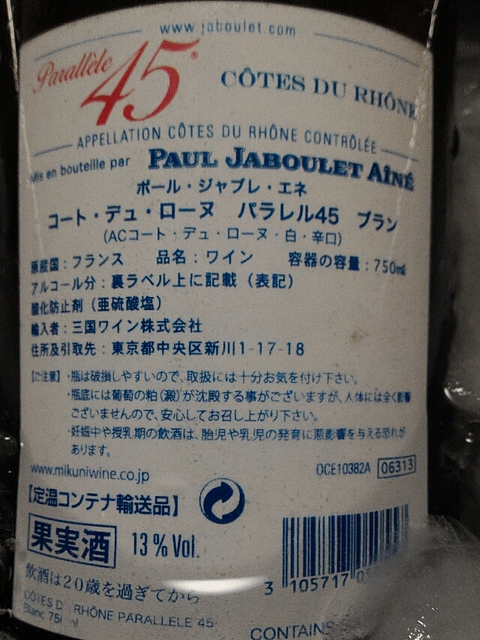 www.jaboulet.com
Parallèle 45® CÔTES DU RHÔNE
APPELLATION CÔTES DU RHÔNE CONTRÔLÉE
Mis en bouteille par PAUL JABOULET AÎNÉ
ポール・ジャブレ・エネ
コート・デュ・ローヌ パラレル45 ブラン
(ACコート・デュ・ローヌ・白・辛口)
原産国：フランス 品名：ワイン 容器の容量：750ml
アルコール分：裏ラベル上に記載（表記）
酸化防止剤（亜硫酸塩）
輸入者：三国ワイン株式会社
住所及引取先：東京都中央区新川1-17-18
【ご注意】・瓶は破損しやすいので、取扱には十分お気を付け下さい。
・瓶底には葡萄の粕（澱）が沈殿する事がございますが、人体には全く影響
ございませんので、安心してお召し上がり下さい。
・妊娠中や授乳期の飲酒は、胎児や乳児の発育に悪影響を与える恐れが
あります。
www.mikuniwine.co.jp OCE10382A 06313
【定温コンテナ輸送品】
果実酒 13 % Vol.
飲酒は20歳を過ぎてから
3 105717
CÔTES D RHÔNE PARALLELE 45
Blanc 75 ml CONTAINS